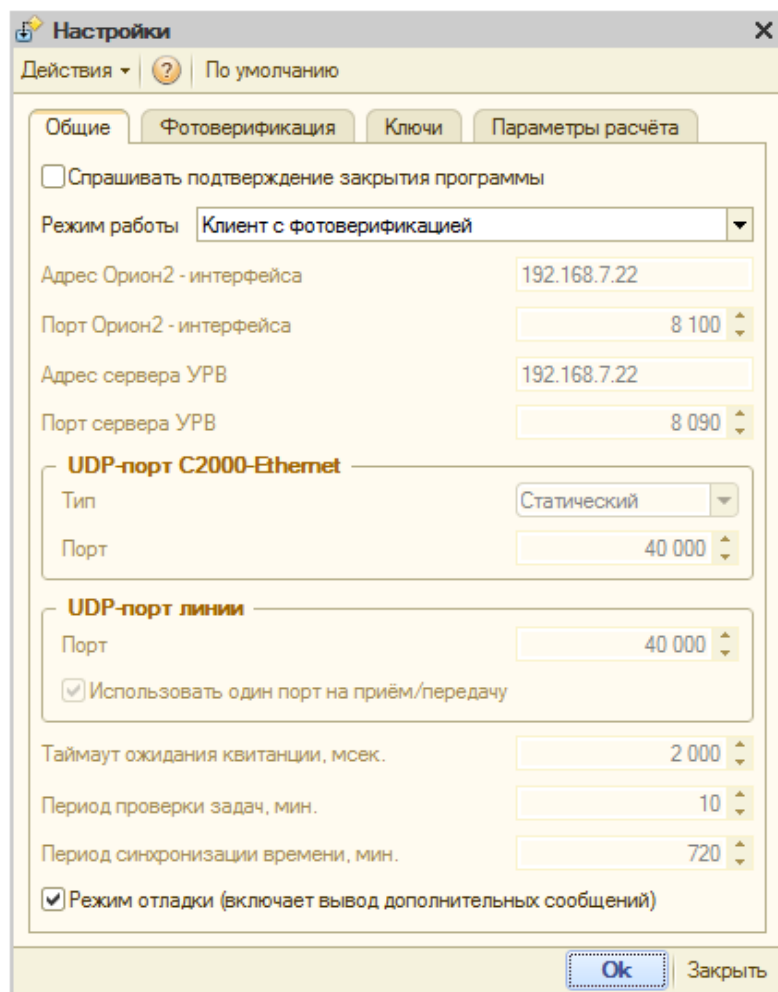 Настройки
Действия ? По умолчанию
Общие Фотоверификация Ключи Параметры расчёта
Спрашивать подтверждение закрытия программы
Режим работы Клиент с фотоверификацией
Адрес Орион2 - интерфейса 192.168.7.22
Порт Орион2 - интерфейса 8 100
Адрес сервера УРВ 192.168.7.22
Порт сервера УРВ 8 090
UDP-порт C2000-Ethernet
Тип Статический
Порт 40 000
UDP-порт линии
Порт 40 000
Использовать один порт на приём/передачу
Таймаут ожидания квитанции, мсек. 2 000
Период проверки задач, мин. 10
Период синхронизации времени, мин. 720
Режим отладки (включает вывод дополнительных сообщений)
Ok Закрыть